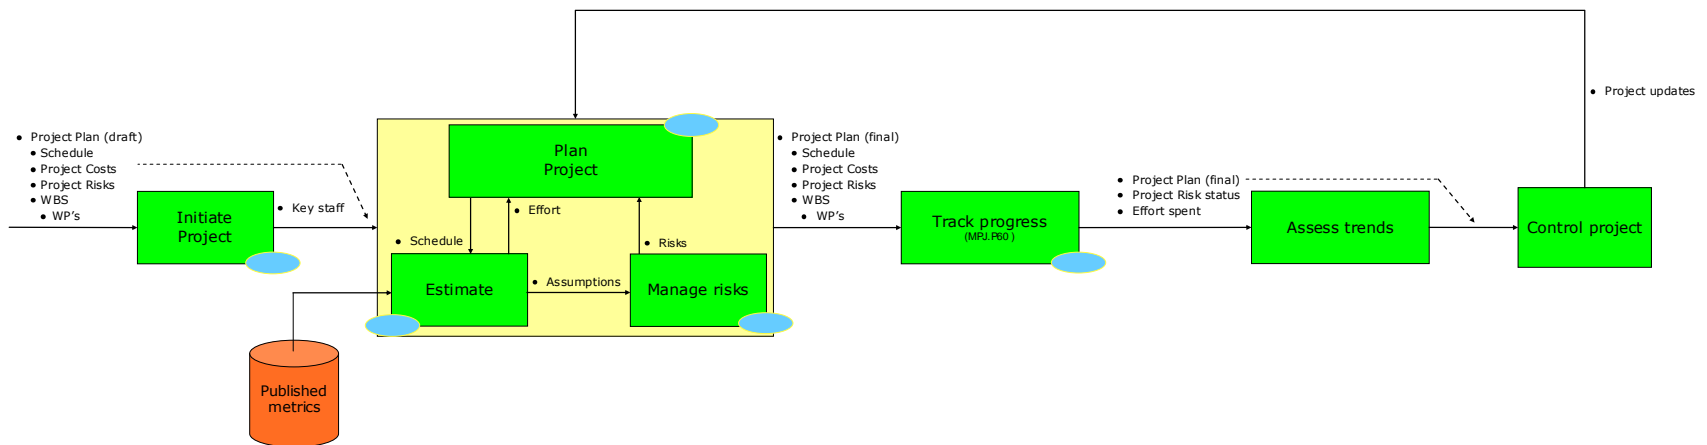 • Project updates
• Project Plan (draft)
• Schedule
• Project Costs
• Project Risks
• WBS
• WP's
Initiate
Project
• Key staff
Plan
Project
• Effort
• Schedule
• Risks
Estimate
• Assumptions
Manage risks
Published
metrics
• Project Plan (final)
• Schedule
• Project Costs
• Project Risks
• WBS
• WP's
Track progress
(MPJ.P60)
• Project Plan (final)
• Project Risk status
• Effort spent
Assess trends
Control project